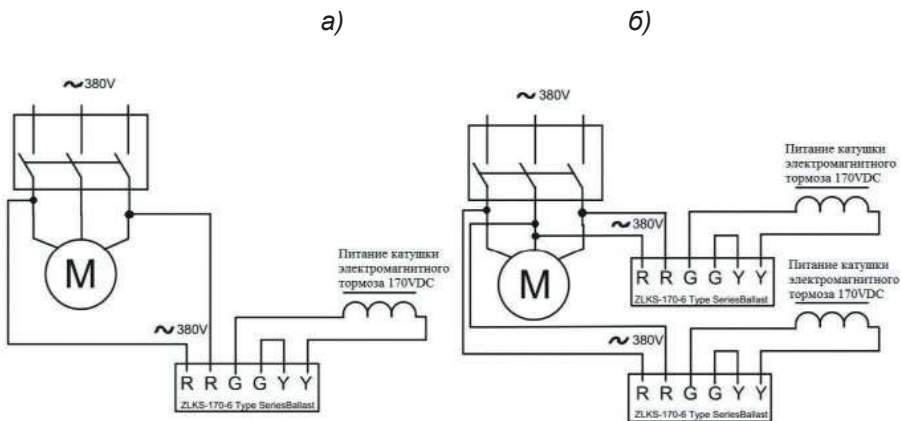 а)
б)
~380V
M
~380V
Питание катушки
электромагнитного
тормоза 170VDC
R R G G Y Y
ZLKS-170-6 Type SeriesBallast
~380V
M
~380V
Питание катушки
электромагнитного
тормоза 170VDC
R R G G Y Y
ZLKS-170-6 Type SeriesBallast
~380V
Питание катушки
электромагнитного
тормоза 170VDC
R R G G Y Y
ZLKS-170-6 Type SeriesBallast